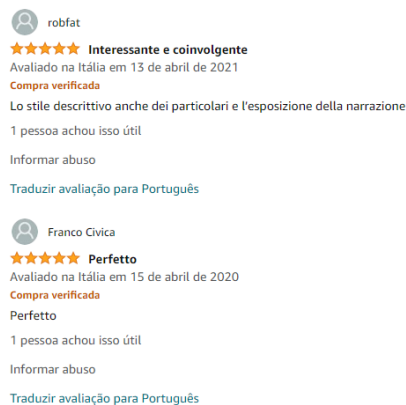 robfat
Interessante e coinvolgente
Avaliado na Itália em 13 de abril de 2021
Compra verificada
Lo stile descrittivo anche dei particolari e l'esposizione della narrazione
1 pessoa achou isso útil
Informar abuso
Traduzir avaliação para Português
Franco Civica
Perfetto
Avaliado na Itália em 15 de abril de 2020
Compra verificada
Perfetto
1 pessoa achou isso útil
Informar abuso
Traduzir avaliação para Português